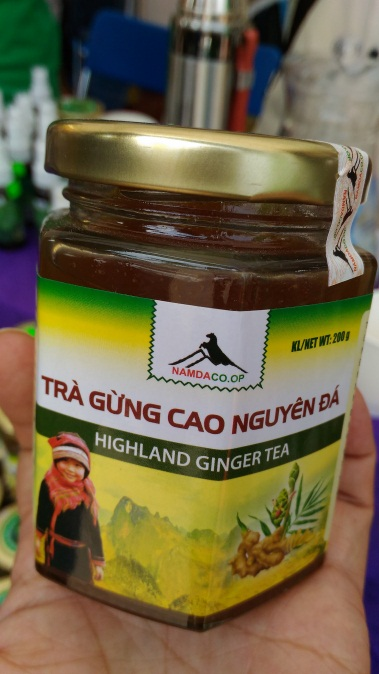 KL/NET WT: 200 g
NAMDACO.OP
TRÀ GỪNG CAO NGUYÊN ĐÁ
HIGHLAND GINGER TEA